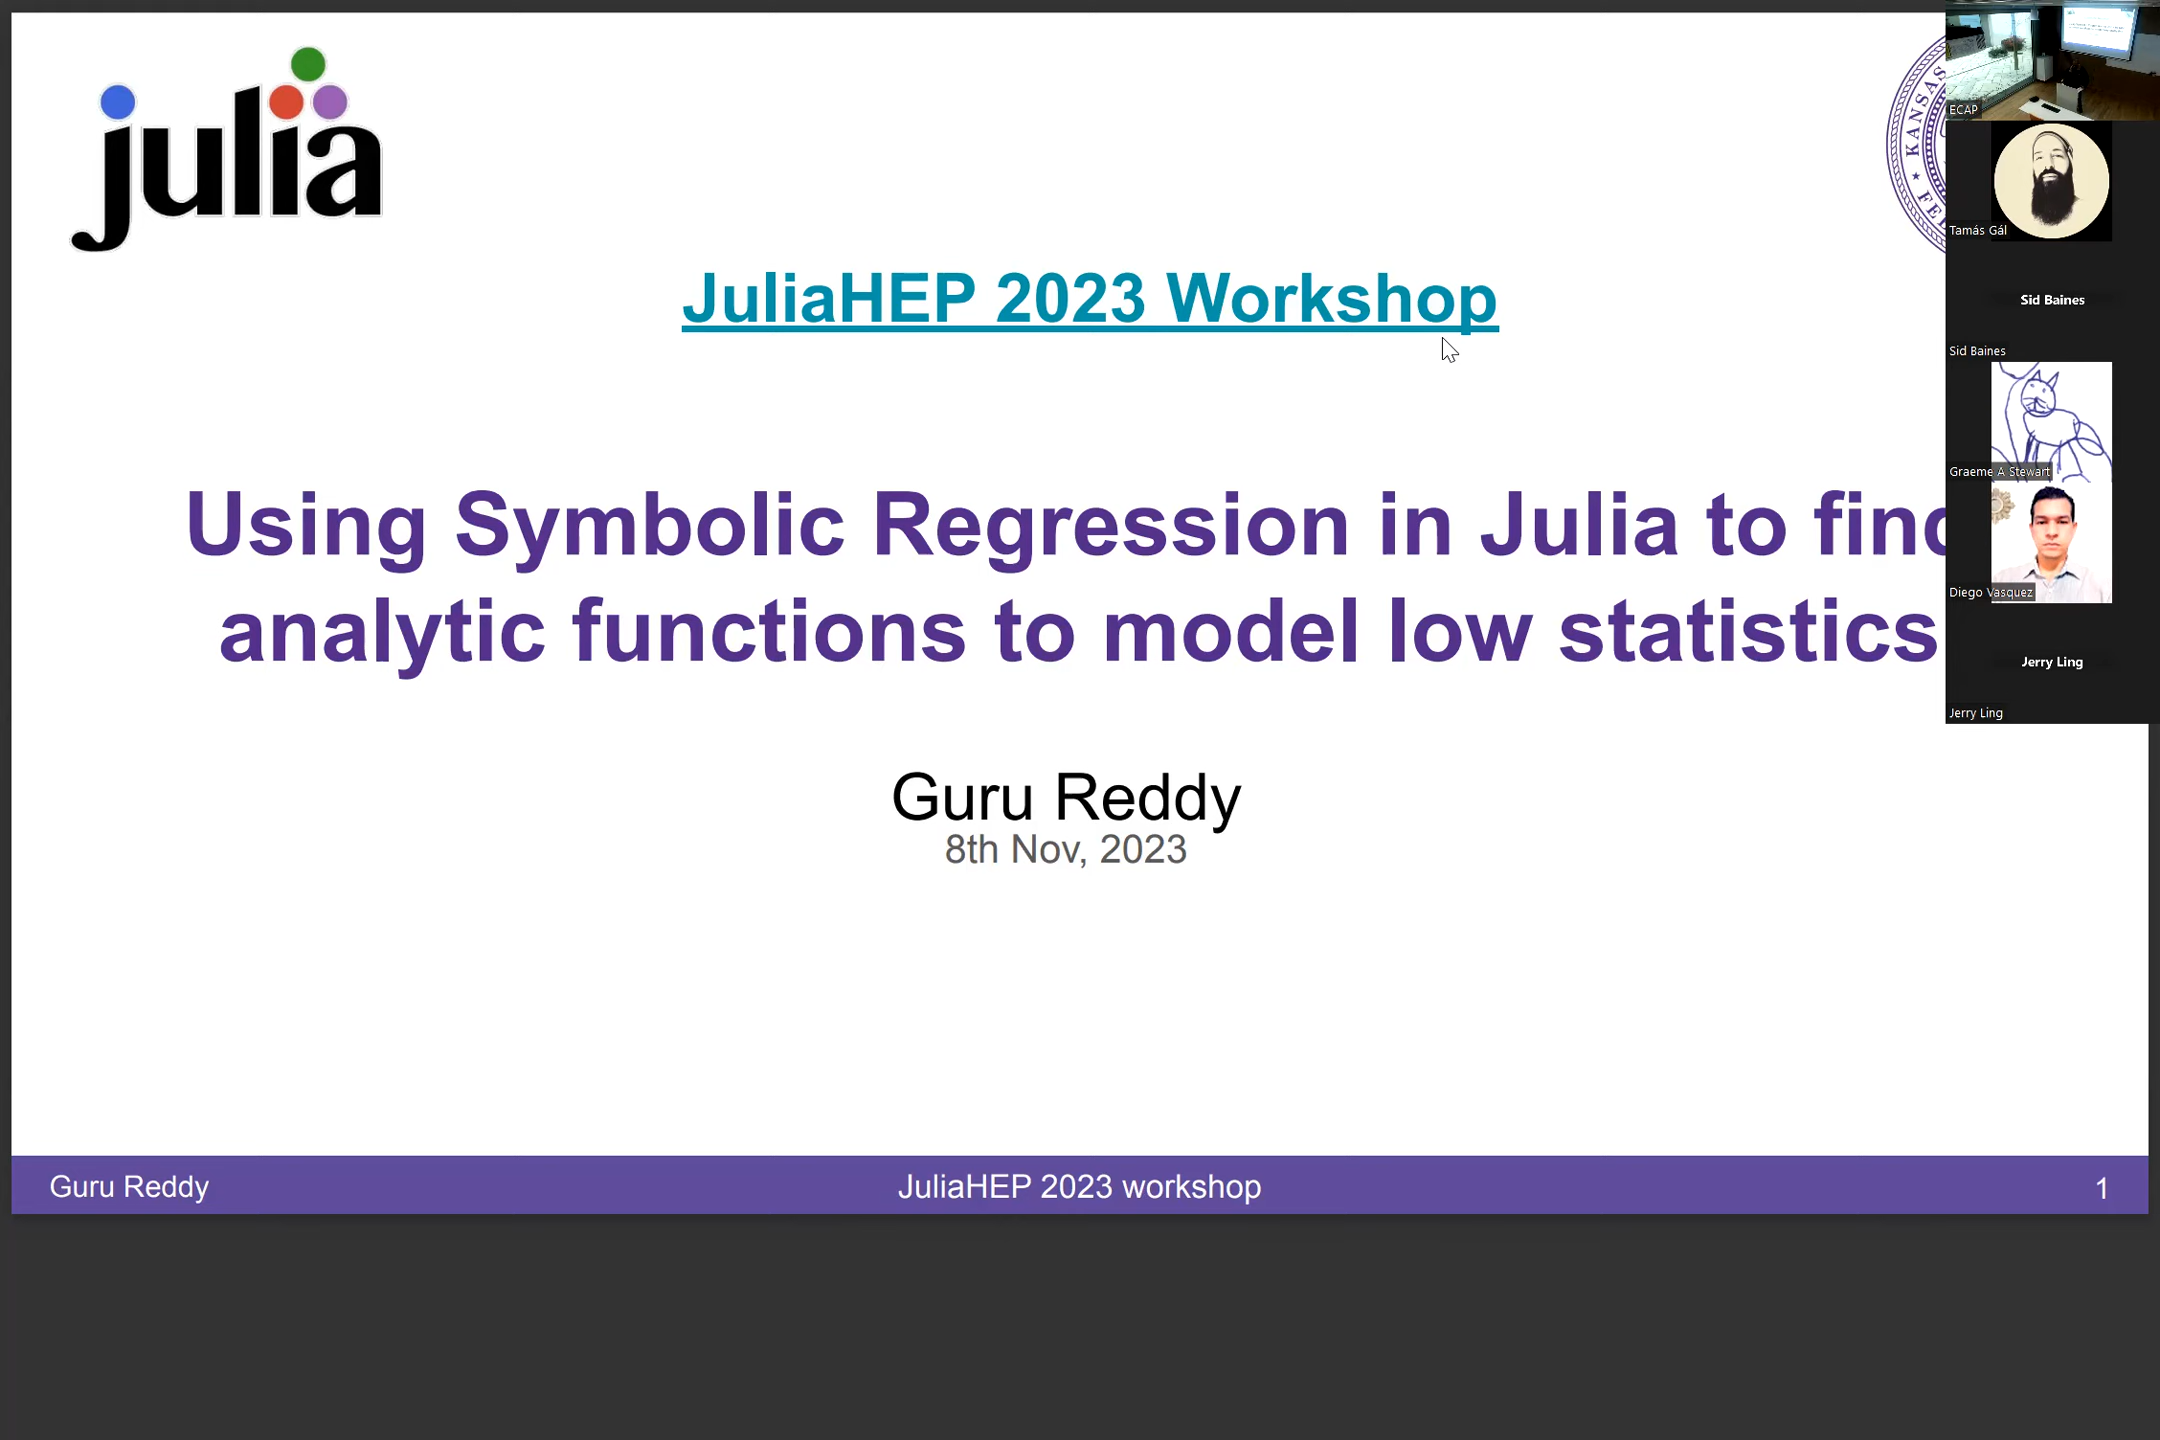 julia
KANSAS
JuliaHEP 2023 Workshop
Using Symbolic Regression in Julia to find
analytic functions to model low statistics
Guru Reddy
8th Nov, 2023
Guru Reddy
JuliaHEP 2023 workshop
1
ECAP
Tamás Gál
Sid Baines
Sid Baines
Graeme A Stewart
Diego Vasquez
Jerry Ling
Jerry Ling